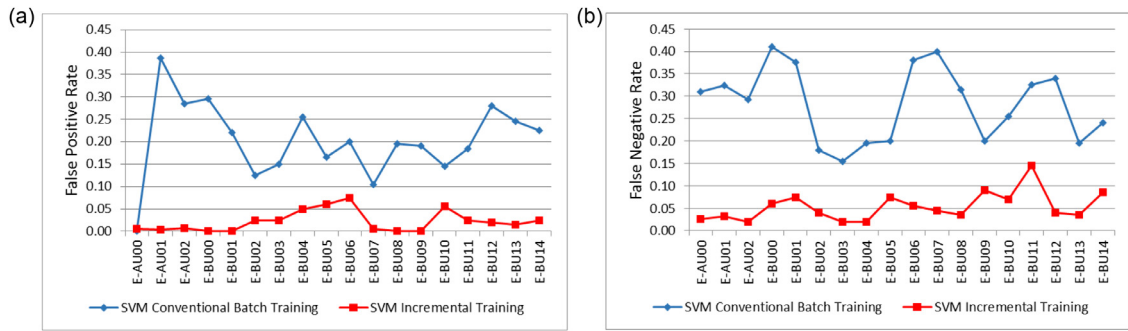 (a)
0.45
0.40
0.35
0.30
0.25
0.20
0.15
0.10
0.05
0.00
False Positive Rate
E-AU00
E-AU01
E-AU02
E-BU00
E-BU01
E-BU02
E-BU03
E-BU04
E-BU05
E-BU06
E-BU07
E-BU08
E-BU09
E-BU10
E-BU11
E-BU12
E-BU13
E-BU14
SVM Conventional Batch Training
SVM Incremental Training
(b)
0.45
0.40
0.35
0.30
0.25
0.20
0.15
0.10
0.05
0.00
False Negative Rate
E-AU00
E-AU01
E-AU02
E-BU00
E-BU01
E-BU02
E-BU03
E-BU04
E-BU05
E-BU06
E-BU07
E-BU08
E-BU09
E-BU10
E-BU11
E-BU12
E-BU13
E-BU14
SVM Conventional Batch Training
SVM Incremental Training